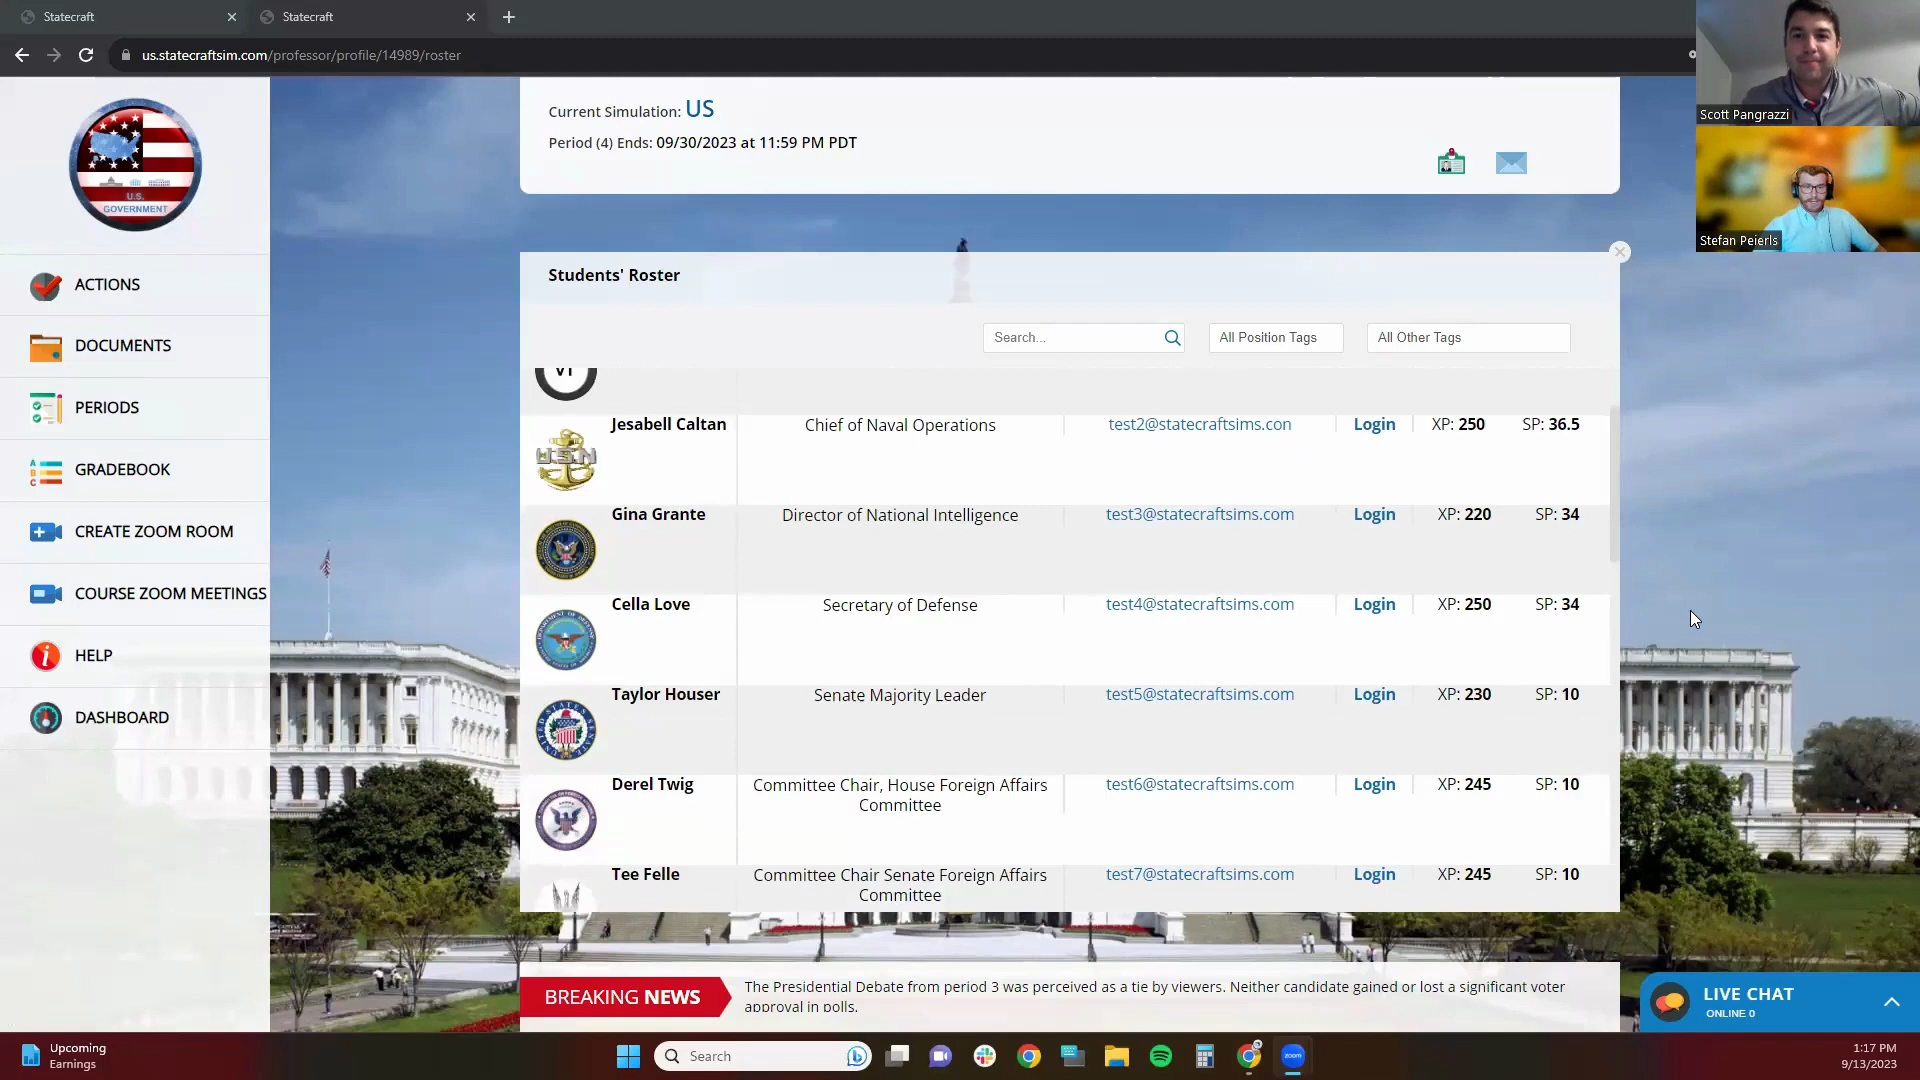 Statecraft
Statecraft
us.statecraftsim.com/professor/profile/14989/roster
Scott Pangrazzi
Stefan Peierls
U.S.
GOVERNMENT
ACTIONS
DOCUMENTS
PERIODS
GRADEBOOK
CREATE ZOOM ROOM
COURSE ZOOM MEETINGS
HELP
DASHBOARD
Current Simulation: US
Period (4) Ends: 09/30/2023 at 11:59 PM PDT
Students' Roster
Search...
All Position Tags
All Other Tags
Jesabell Caltan Chief of Naval Operations test2@statecraftsims.con Login XP: 250 SP: 36.5
Gina Grante Director of National Intelligence test3@statecraftsims.com Login XP: 220 SP: 34
Cella Love Secretary of Defense test4@statecraftsims.com Login XP: 250 SP: 34
Taylor Houser Senate Majority Leader test5@statecraftsims.com Login XP: 230 SP: 10
Derel Twig Committee Chair, House Foreign Affairs test6@statecraftsims.com Login XP: 245 SP: 10
Committee
Tee Felle Committee Chair Senate Foreign Affairs test7@statecraftsims.com Login XP: 245 SP: 10
Committee
BREAKING NEWS
The Presidential Debate from period 3 was perceived as a tie by viewers. Neither candidate gained or lost a significant voter
approval in polls.
LIVE CHAT
ONLINE 0
Upcoming
Earnings
Search
zoom
1:17 PM
9/13/2023